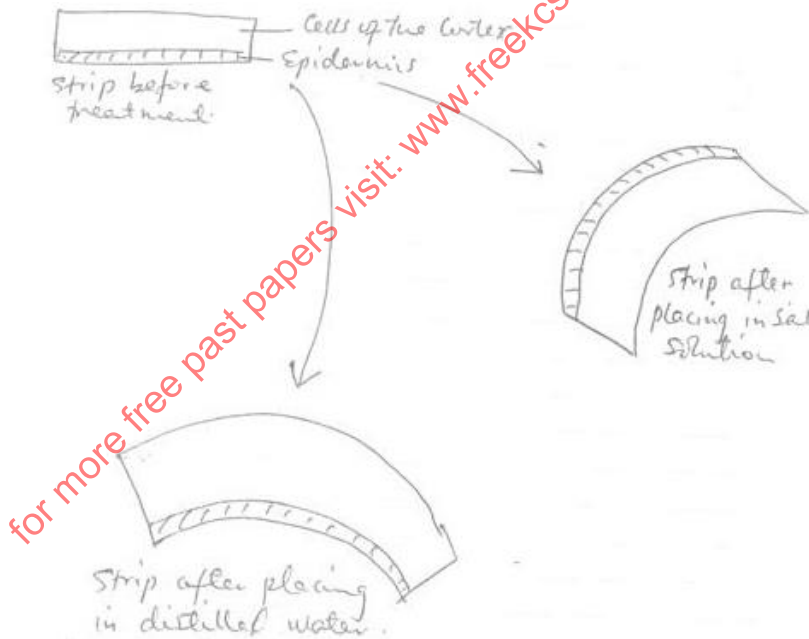 Cells of the Cortex
Epidermis
Strip before
treatment.
for more free past papers visit: www.freekcs
Strip after
placing in Sal
Solution
Strip after placing
in distilled water.